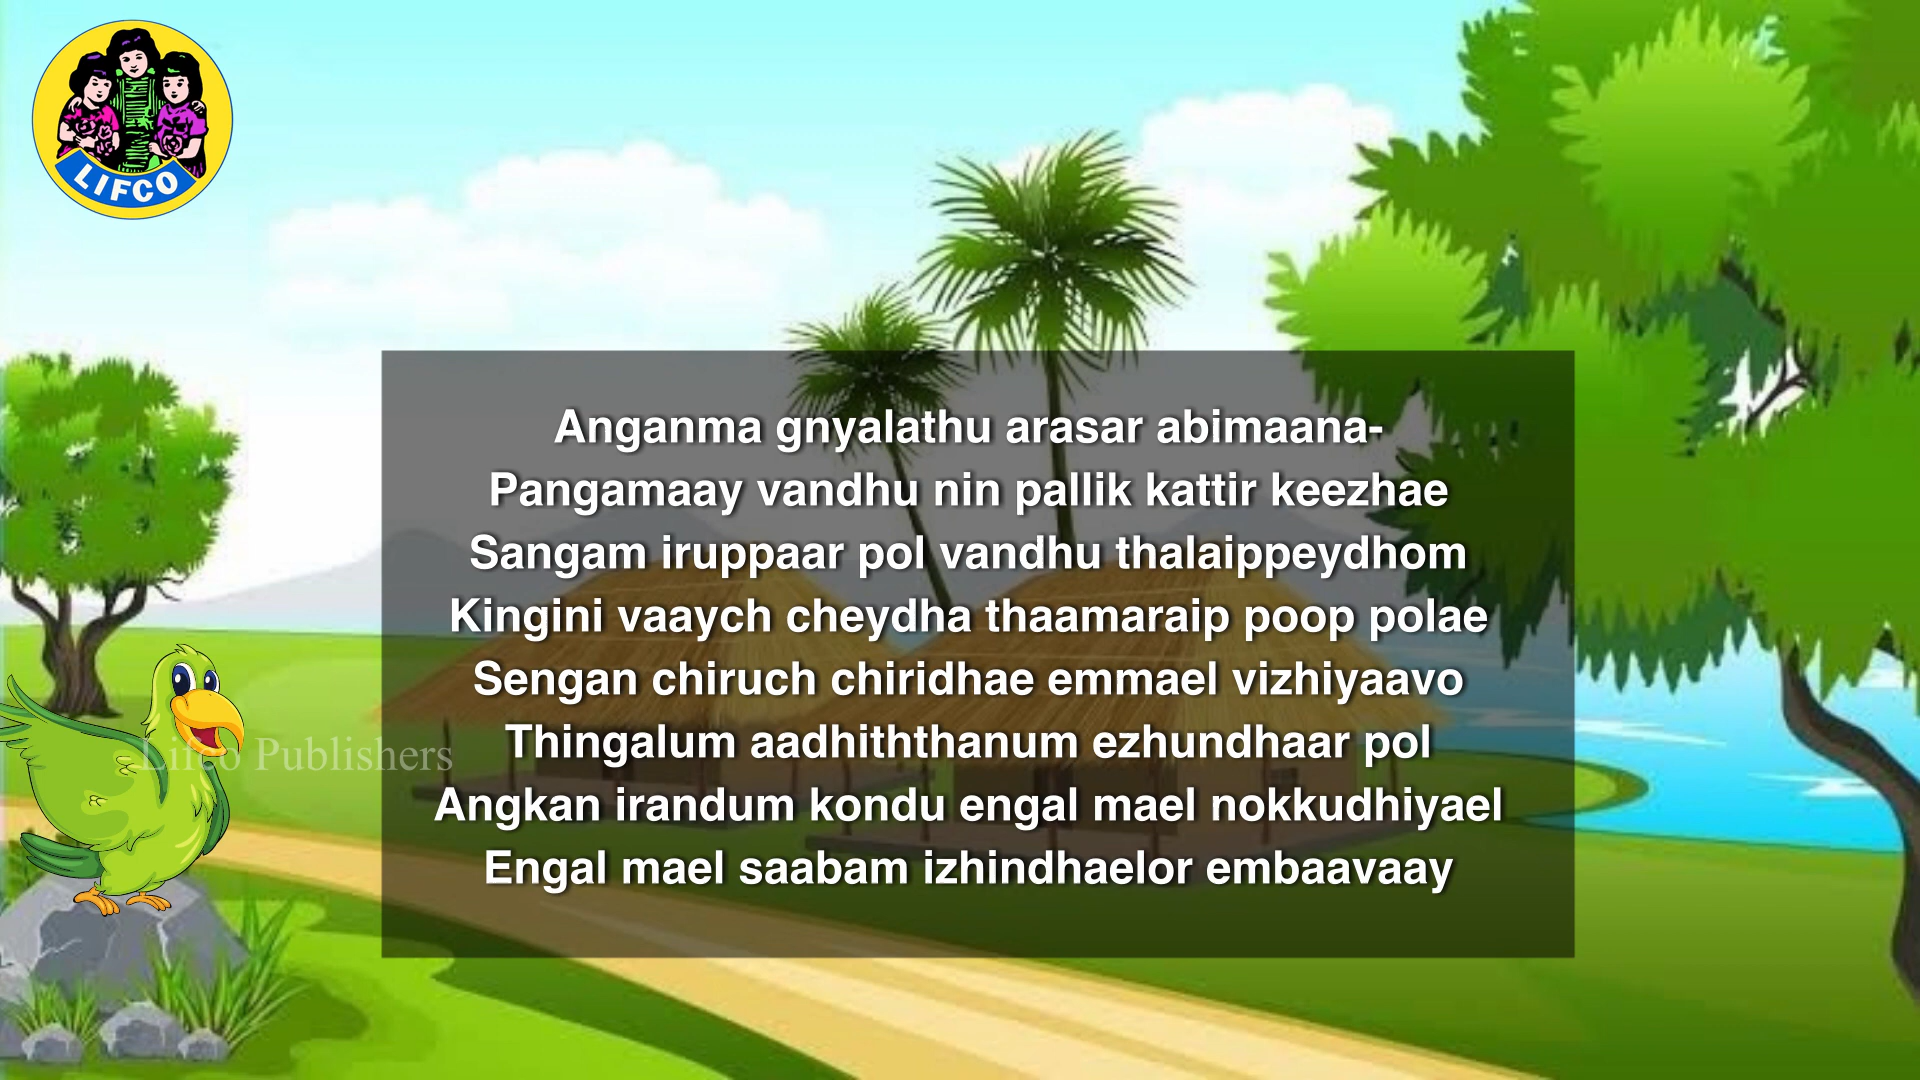 LIFCO
Anganma gnyalathu arasar abimaana-
Pangamaay vandhu nin pallik kattir keezhae
Sangam iruppaar pol vandhu thalaippeydhom
Kingini vaaych cheydha thaamaraip poop polae
Sengan chiruch chiridhae emmael vizhiyaavo
Thingalum aadhiththanum ezhundhaar pol
Lifco Publishers
Angkan irandum kondu engal mael nokkudhiyael
Engal mael saabam izhindhaelor embaavaay